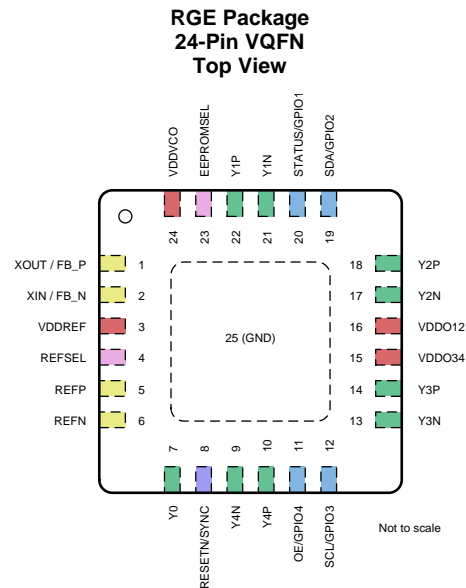 RGE Package
24-Pin VQFN
Top View
VDDVCO
EEPROMSEL
Y1P
Y1N
STATUS/GPIO1
SDA/GPIO2
24
23
22
21
20
19
XOUT / FB_P 1
XIN / FB_N 2
VDDREF 3
REFSEL 4
REFP 5
REFN 6
25 (GND)
18 Y2P
17 Y2N
16 VDDO12
15 VDDO34
14 Y3P
13 Y3N
7
8
9
10
11
12
Y0
RESETN/SYNC
Y4N
Y4P
OE/GPIO4
SCL/GPIO3
Not to scale